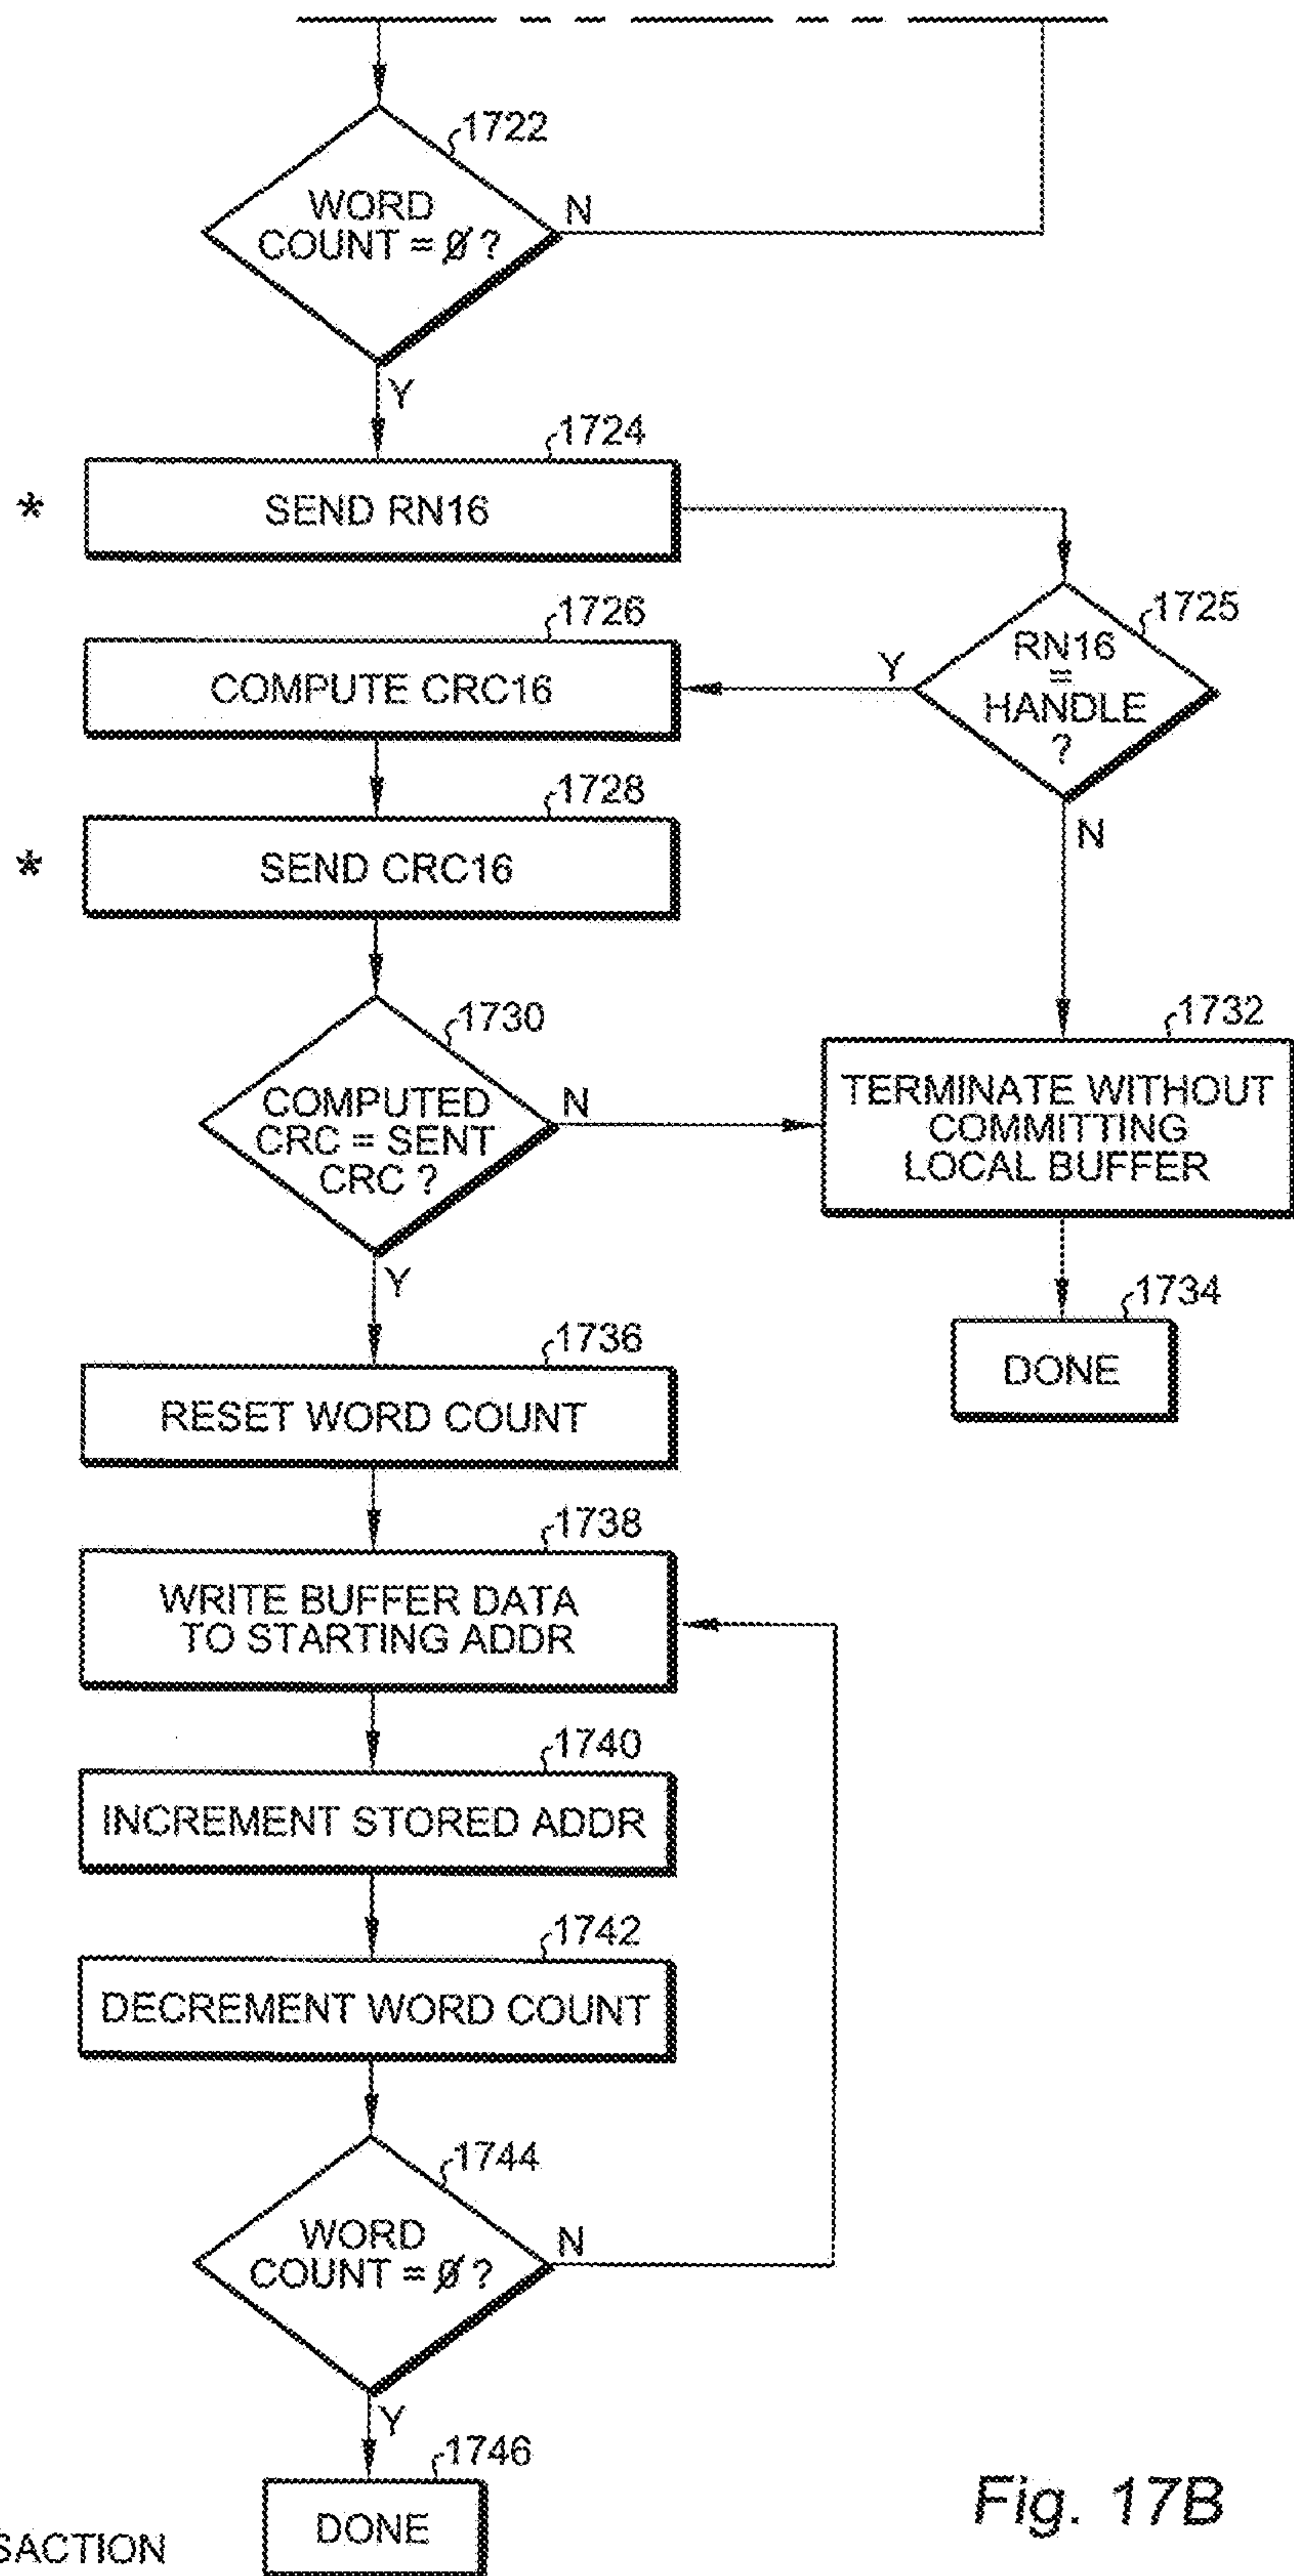 1722
WORD
COUNT = Ø ?
N
Y
1724
* SEND RN16
1725
RN16
=
HANDLE
?
Y
N
1726
COMPUTE CRC16
1728
* SEND CRC16
1730
COMPUTED
CRC = SENT
CRC ?
N
Y
1732
TERMINATE WITHOUT
COMMITTING
LOCAL BUFFER
1734
DONE
1736
RESET WORD COUNT
1738
WRITE BUFFER DATA
TO STARTING ADDR
1740
INCREMENT STORED ADDR
1742
DECREMENT WORD COUNT
1744
WORD
COUNT = Ø ?
N
Y
1746
DONE
SACTION
Fig. 17B